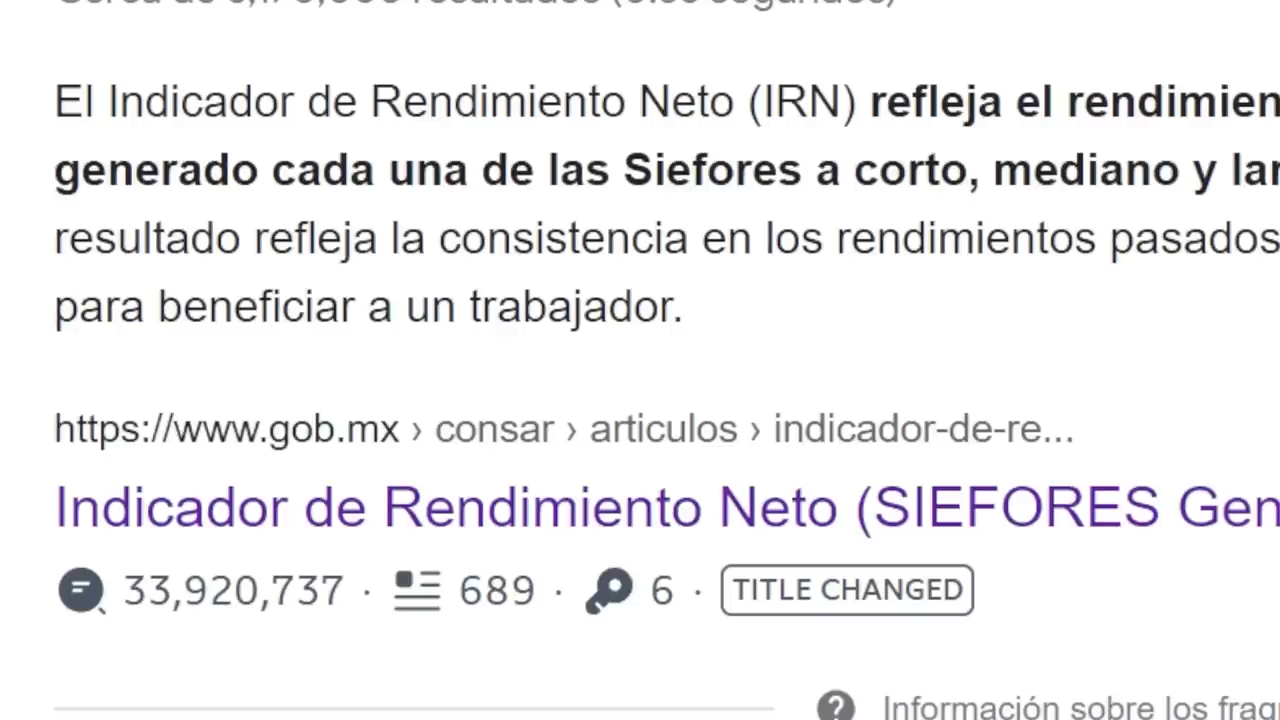 El Indicador de Rendimiento Neto (IRN) refleja el rendimien
generado cada una de las Siefores a corto, mediano y lar
resultado refleja la consistencia en los rendimientos pasados
para beneficiar a un trabajador.
https://www.gob.mx › consar › articulos › indicador-de-re...
Indicador de Rendimiento Neto (SIEFORES Gen
33,920,737 · 689 · 6 · TITLE CHANGED
Información sobre los frag